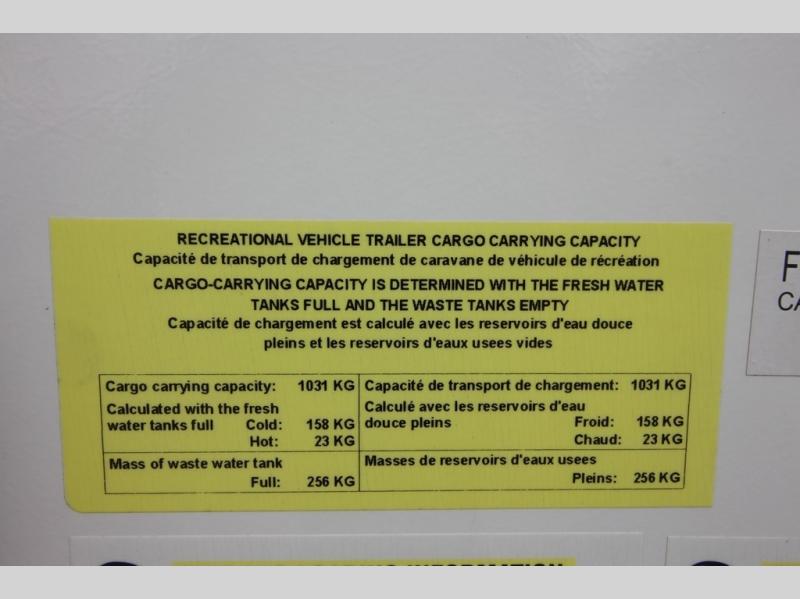 RECREATIONAL VEHICLE TRAILER CARGO CARRYING CAPACITY
Capacité de transport de chargement de caravane de véhicule de récréation
CARGO-CARRYING CAPACITY IS DETERMINED WITH THE FRESH WATER
TANKS FULL AND THE WASTE TANKS EMPTY
Capacité de chargement est calculé avec les reservoirs d'eau douce
pleins et les reservoirs d'eaux usees vides
Cargo carrying capacity: 1031 KG
Calculated with the fresh
water tanks full Cold: 158 KG
Hot: 23 KG
Mass of waste water tank
Full: 256 KG
Capacité de transport de chargement: 1031 KG
Calculé avec les reservoirs d'eau
douce pleins Froid: 158 KG
Chaud: 23 KG
Masses de reservoirs d'eaux usees
Pleins: 256 KG